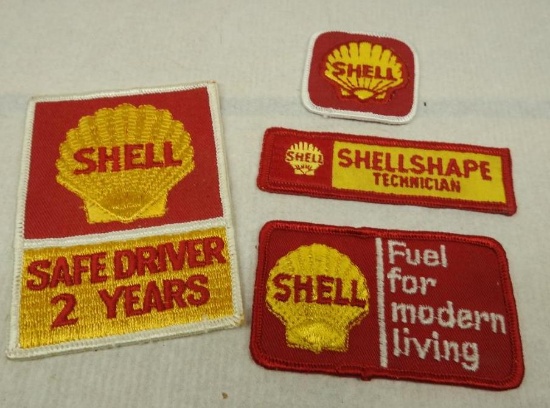 SHELL
SAFE DRIVER
2 YEARS
SHELL
SHELL
SHELLSHAPE
TECHNICIAN
SHELL
Fuel
for
modern
living